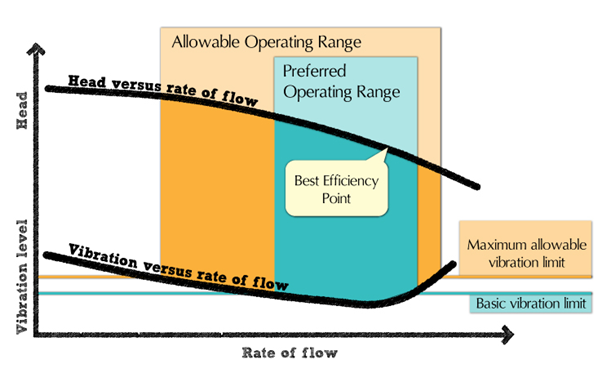 Allowable Operating Range
Preferred
Operating Range
Head versus rate of flow
Head
Best Efficiency
Point
Vibration level
Vibration versus rate of flow
Maximum allowable
vibration limit
Basic vibration limit
Rate of flow